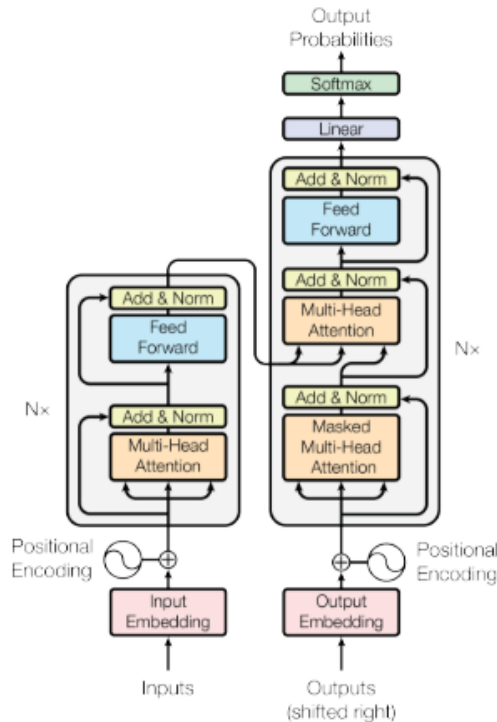 Output
Probabilities
Softmax
Linear
Add & Norm
Feed
Forward
Add & Norm
Multi-Head
Attention
Add & Norm
Masked
Multi-Head
Attention
Nx
Positional
Encoding
Output
Embedding
Outputs
(shifted right)
Add & Norm
Feed
Forward
Add & Norm
Multi-Head
Attention
Nx
Positional
Encoding
Input
Embedding
Inputs